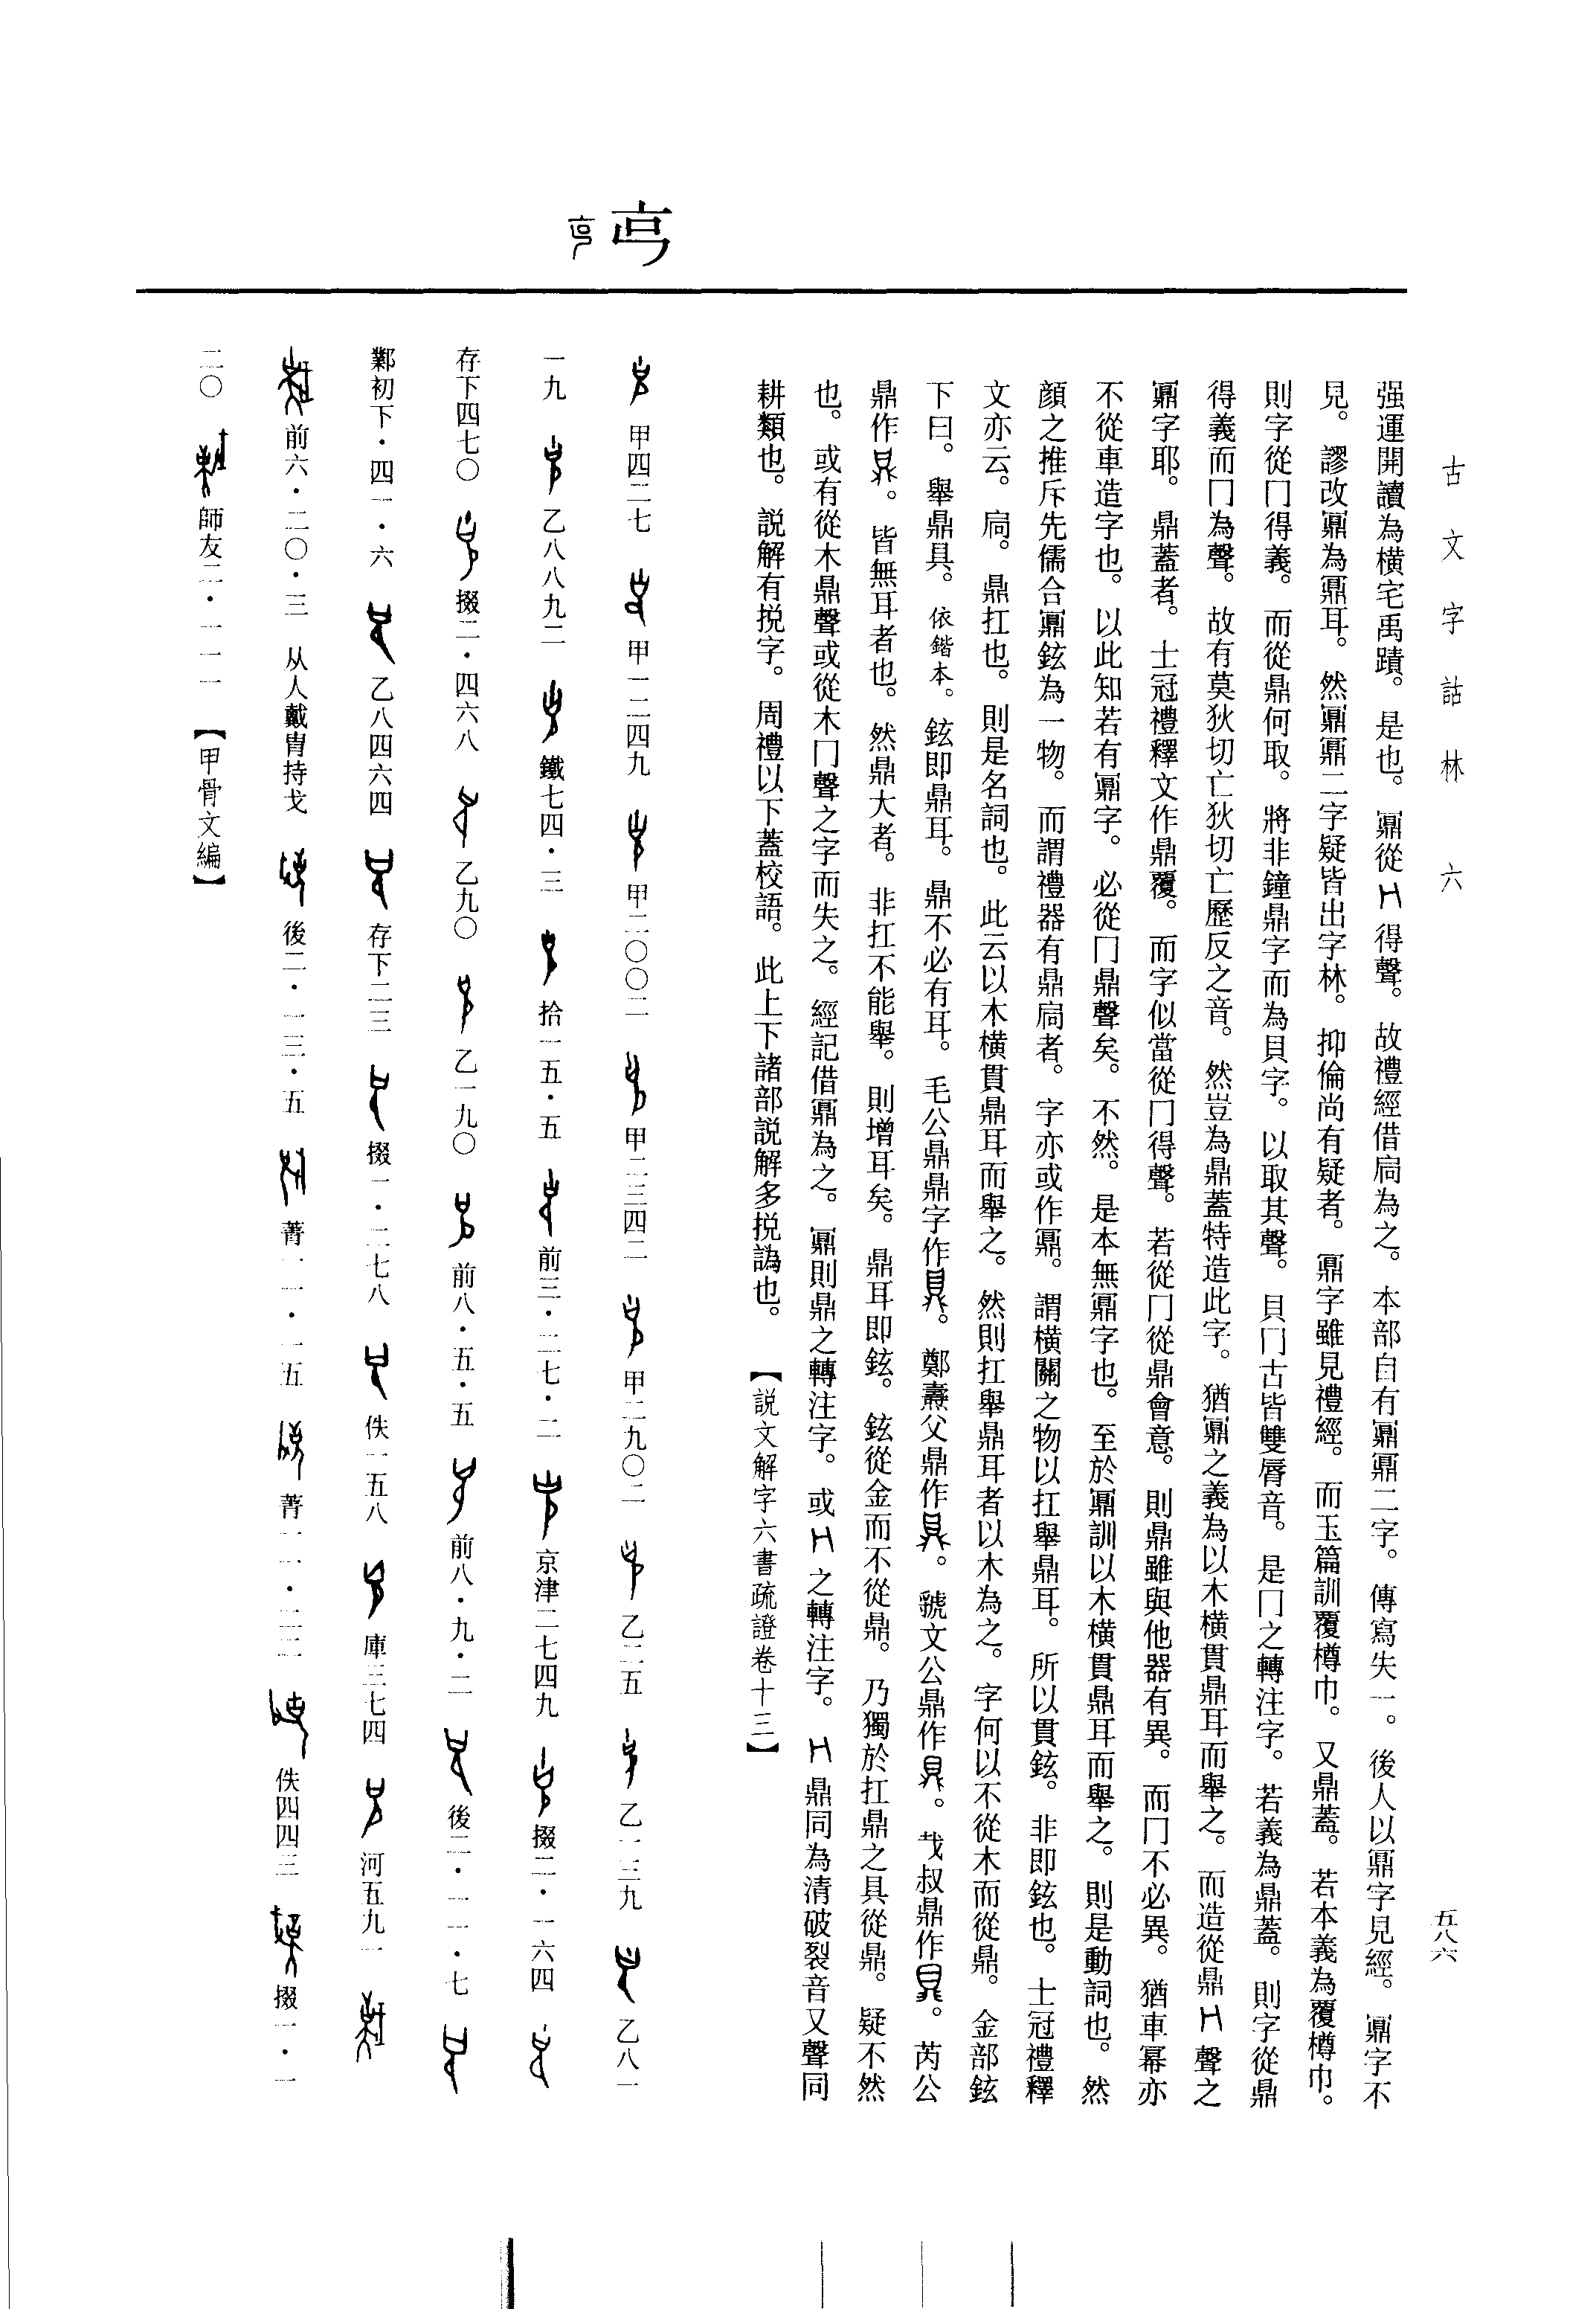 古文字詁林 六
五八六
强運開讀為横宅禹蹟。是也。鼏從得聲。故禮經借扃為之。本部自有鼏鼏二字。傳寫失一。後人以鼏字見經。鼏字不
見。謬改鼏為鼏耳。然鼏鼏二字疑皆出字林。抑倫尚有疑者。鼏字雖見禮經。而玉篇訓覆樽巾。又鼎蓋。若本義為覆樽巾。
則字從冂得義。而從鼎何取。將非鐘鼎字而為貝字。以取其聲。貝冂古皆雙脣音。是冂之轉注字。若義為鼎蓋。則字從鼎
得義而冂為聲。故有莫狄切亡狄切亡歷反之音。然豈為鼎蓋特造此字。猶鼏之義為以木横貫鼎耳而舉之。而造從鼎聲之
鼏字耶。鼎蓋者。士冠禮釋文作鼎覆。而字似當從冂得聲。若從冂從鼎會意。則鼎雖與他器有異。而冂不必異。猶車幂亦
不從車造字也。以此知若有鼏字。必從冂鼎聲矣。不然。是本無鼏字也。至於鼏訓以木横貫鼎耳而舉之。則是動詞也。然
顔之推斥先儒合鼏鉉為一物。而謂禮器有鼎扃者。字亦或作鼏。謂横關之物以扛舉鼎耳。所以貫鉉。非即鉉也。士冠禮釋
文亦云。扃。鼎扛也。則是名詞也。此云以木横貫鼎耳而舉之。然則扛舉鼎耳者以木為之。字何以不從木而從鼎。金部鉉
下曰。舉鼎具。依鍇本。鉉即鼎耳。鼎不必有耳。毛公鼎鼎字作。鄭䵼父鼎作。虢文公鼎作。叔鼎作。芮公
鼎作。皆無耳者也。然鼎大者。非扛不能舉。則增耳矣。鼎耳即鉉。鉉從金而不從鼎。乃獨於扛鼎之具從鼎。疑不然
也。或有從木鼎聲或從木冂聲之字而失之。經記借鼏為之。鼏則鼎之轉注字。或之轉注字。鼎同為清破裂音又聲同
耕類也。説解有挩字。周禮以下蓋校語。此上下諸部説解多挩譌也。【説文解字六書疏證卷十三】
甲四二七 甲一二四九 甲二〇〇二 甲二三四二 甲二九〇二 乙二五 乙一三九 乙八一
一九 乙八八九二 鐵七四・三 拾一五・五 前三・二七・二 京津二七四九 掇二・一六四
存下四七〇 掇二・四六八 乙九〇 乙一九〇 前八・五・五 前八・九・二 後二・一一・七
鄴初下・四一・六 乙八四六四 存下二三 掇一・二七八 佚一五八 庫三七四 河五九一
前六・二〇・三 从人戴冑持戈 後二・一三・五 菁一一・一五 菁一一・二二 佚四四三 掇一・一
二〇 師友二・一一一 【甲骨文編】